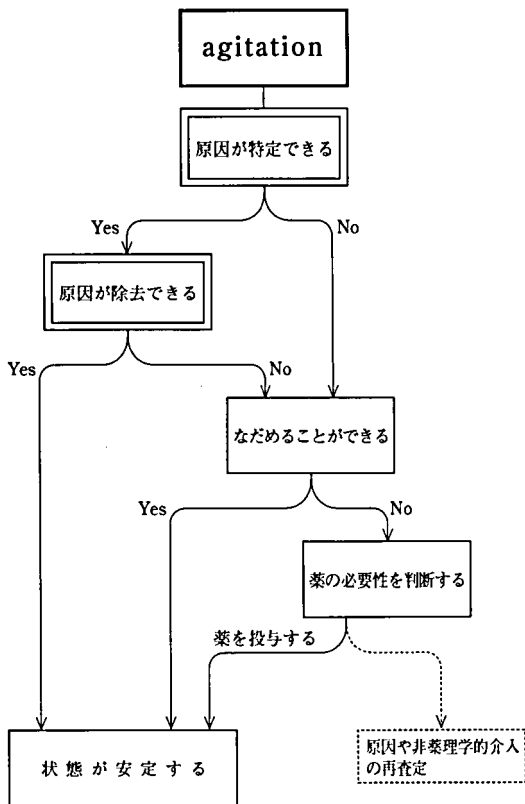 agitation
原因が特定できる
Yes
No
原因が除去できる
Yes
No
なだめることができる
Yes
No
薬の必要性を判断する
薬を投与する
状態が安定する
原因や非薬理学的介入
の再査定